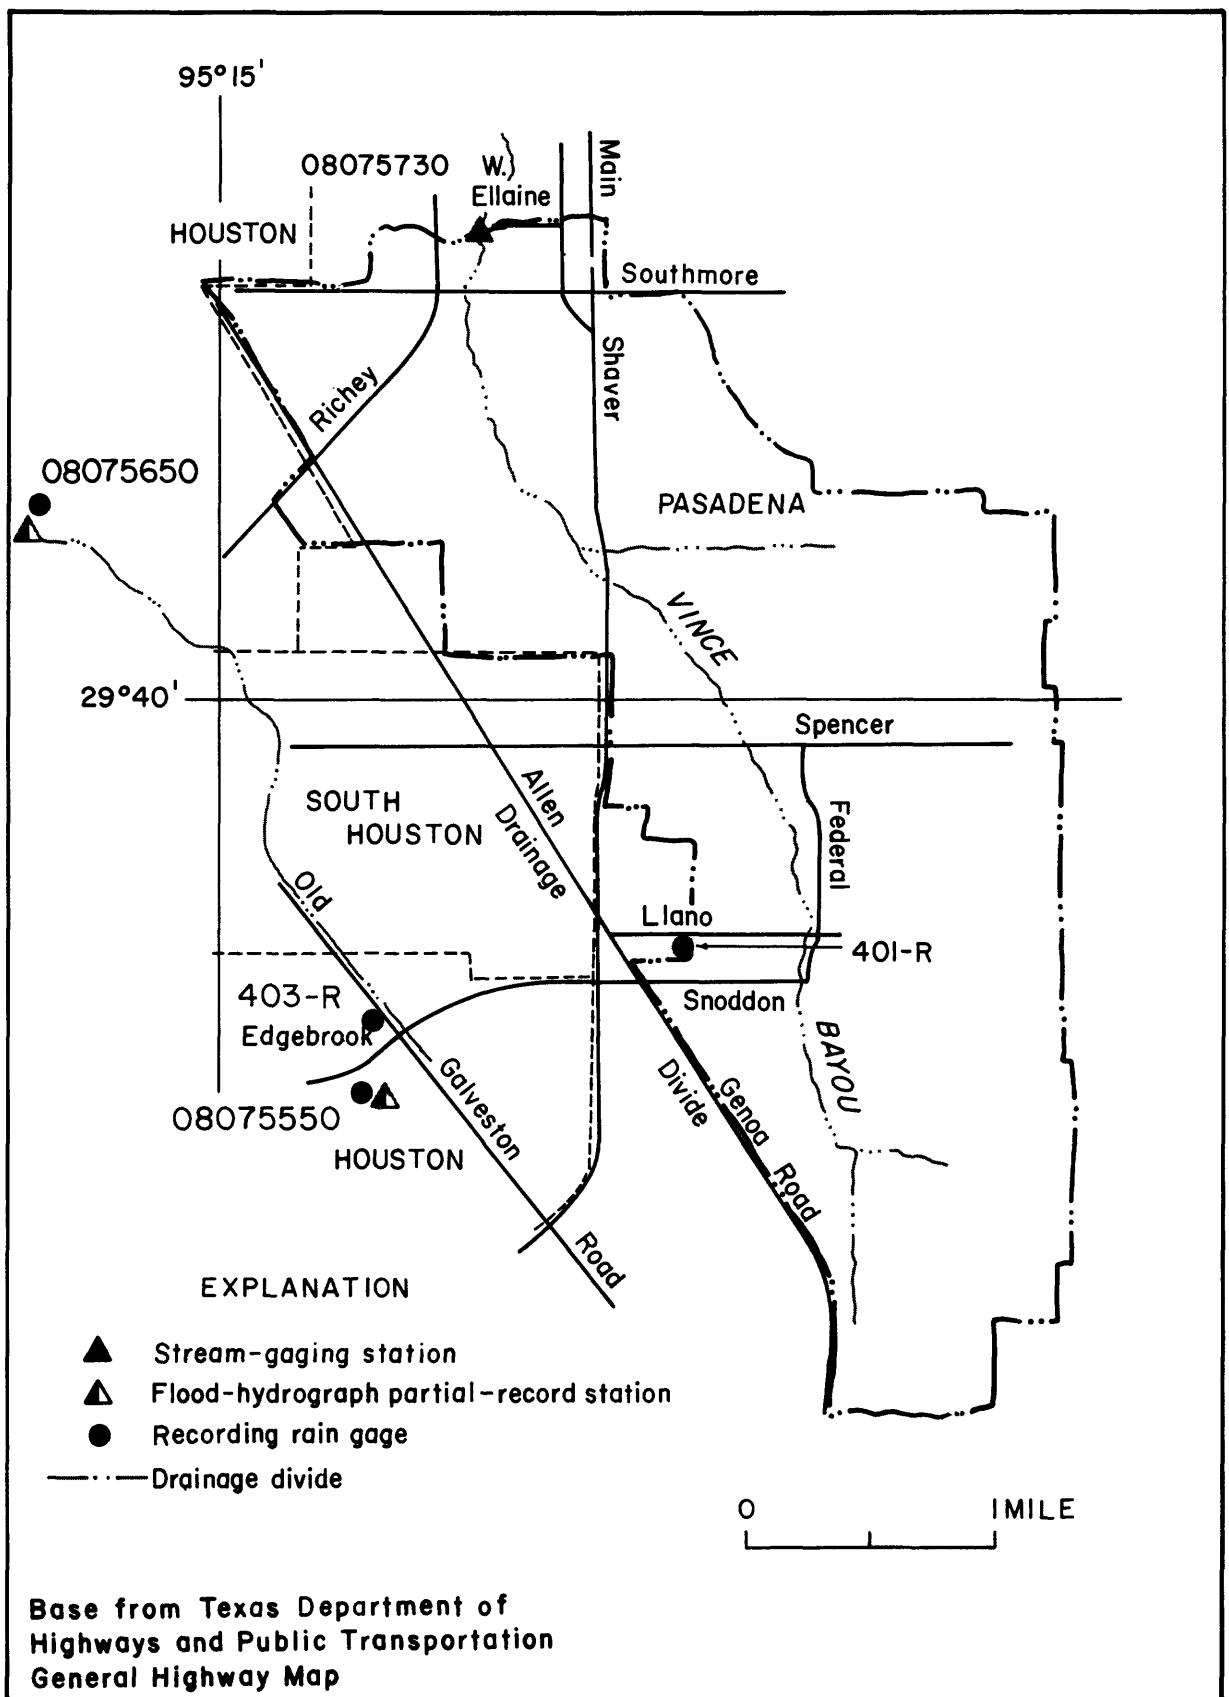 95°15'
08075730
W.
Ellaine
Main
HOUSTON
Southmore
Shaver
Richey
08075650
PASADENA
VINCE
29°40'
Spencer
Allen
SOUTH
HOUSTON
Drainage
Federal
Old
Llano
401-R
403-R
Edgebrook
Snoddon
BAYOU
Galveston
Divide
Genoa
08075550
HOUSTON
Road
Road
EXPLANATION
Stream-gaging station
Flood-hydrograph partial-record station
Recording rain gage
Drainage divide
0 1 MILE
Base from Texas Department of
Highways and Public Transportation
General Highway Map